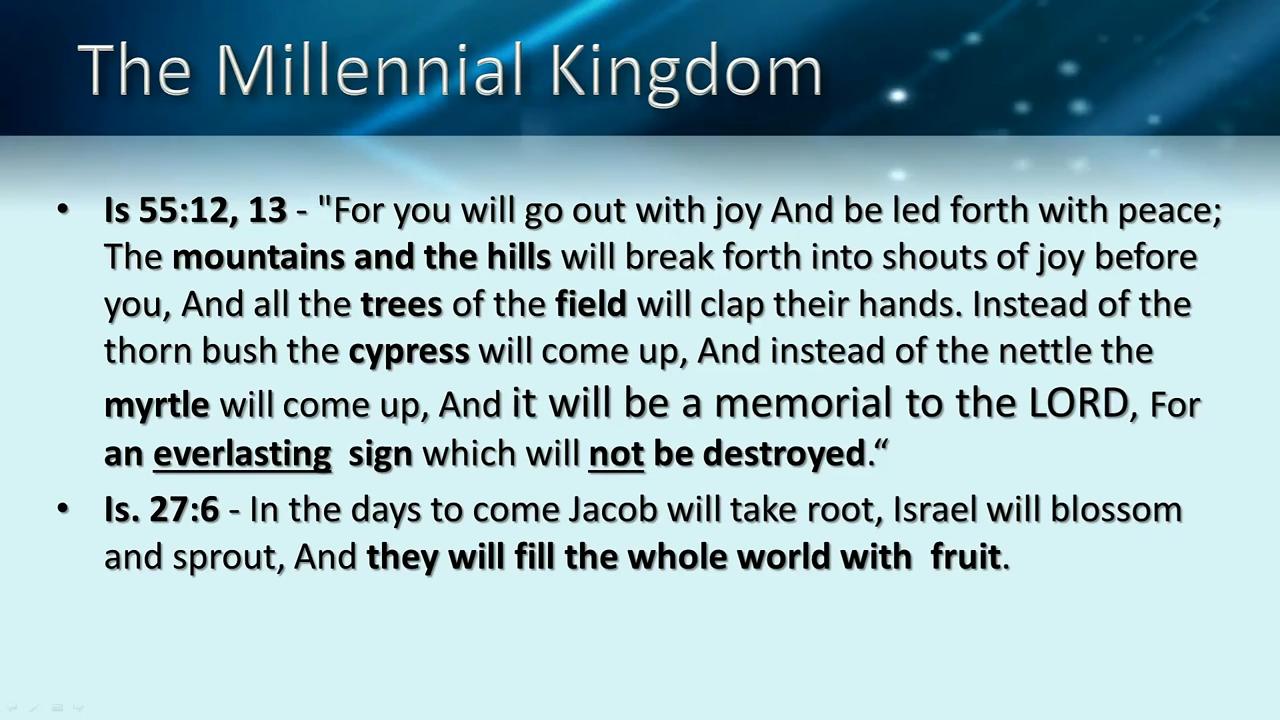 The Millennial Kingdom
• Is 55:12, 13 - "For you will go out with joy And be led forth with peace;
The mountains and the hills will break forth into shouts of joy before
you, And all the trees of the field will clap their hands. Instead of the
thorn bush the cypress will come up, And instead of the nettle the
myrtle will come up, And it will be a memorial to the LORD, For
an everlasting  sign which will not be destroyed.“
• Is. 27:6 - In the days to come Jacob will take root, Israel will blossom
and sprout, And they will fill the whole world with  fruit.